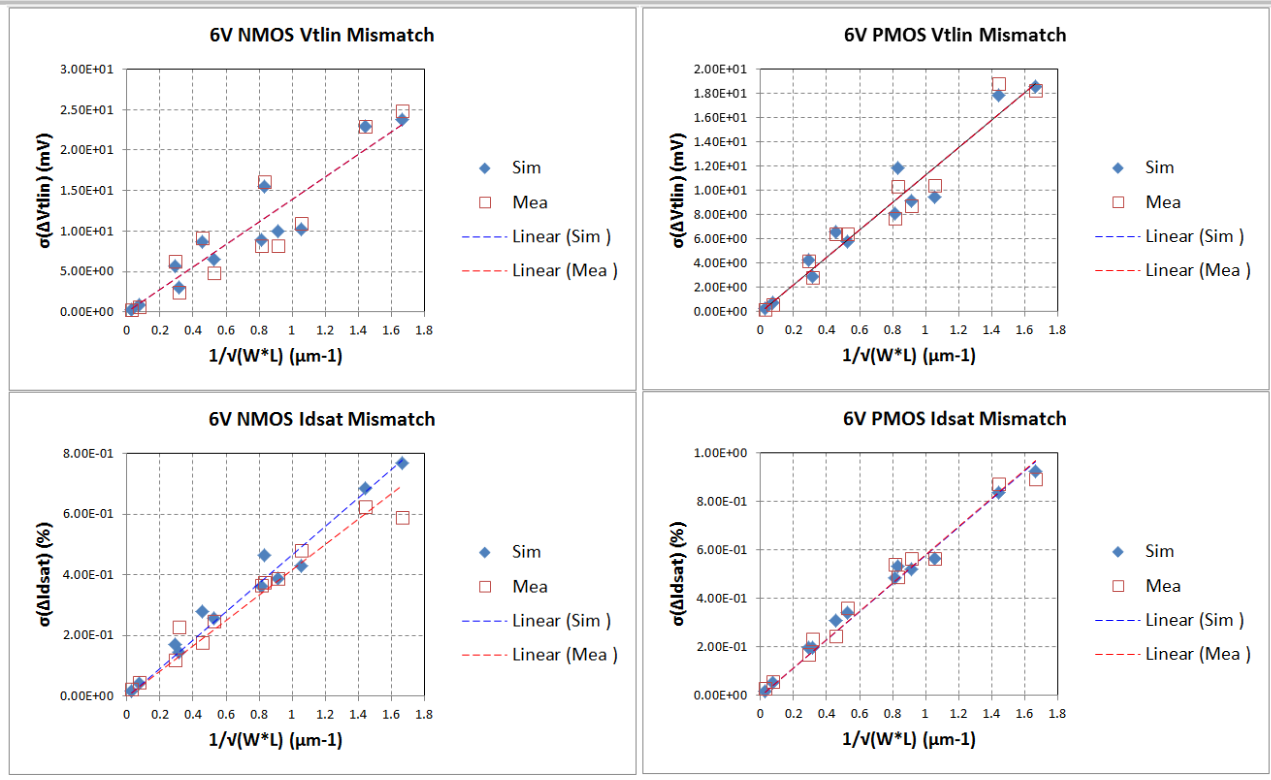 6V NMOS Vtlin Mismatch
σ(ΔVtlin) (mV)
3.00E+01
2.50E+01
2.00E+01
1.50E+01
1.00E+01
5.00E+00
0.00E+00
0 0.2 0.4 0.6 0.8 1 1.2 1.4 1.6 1.8
1/√(W*L) (µm-1)
Sim
Mea
Linear (Sim )
Linear (Mea )
6V PMOS Vtlin Mismatch
σ(ΔVtlin) (mV)
2.00E+01
1.80E+01
1.60E+01
1.40E+01
1.20E+01
1.00E+01
8.00E+00
6.00E+00
4.00E+00
2.00E+00
0.00E+00
0 0.2 0.4 0.6 0.8 1 1.2 1.4 1.6 1.8
1/√(W*L) (µm-1)
Sim
Mea
Linear (Sim )
Linear (Mea )
6V NMOS Idsat Mismatch
σ(ΔIdsat) (%)
8.00E-01
6.00E-01
4.00E-01
2.00E-01
0.00E+00
0 0.2 0.4 0.6 0.8 1 1.2 1.4 1.6 1.8
1/√(W*L) (µm-1)
Sim
Mea
Linear (Sim )
Linear (Mea )
6V PMOS Idsat Mismatch
σ(ΔIdsat) (%)
1.00E+00
8.00E-01
6.00E-01
4.00E-01
2.00E-01
0.00E+00
0 0.2 0.4 0.6 0.8 1 1.2 1.4 1.6 1.8
1/√(W*L) (µm-1)
Sim
Mea
Linear (Sim )
Linear (Mea )